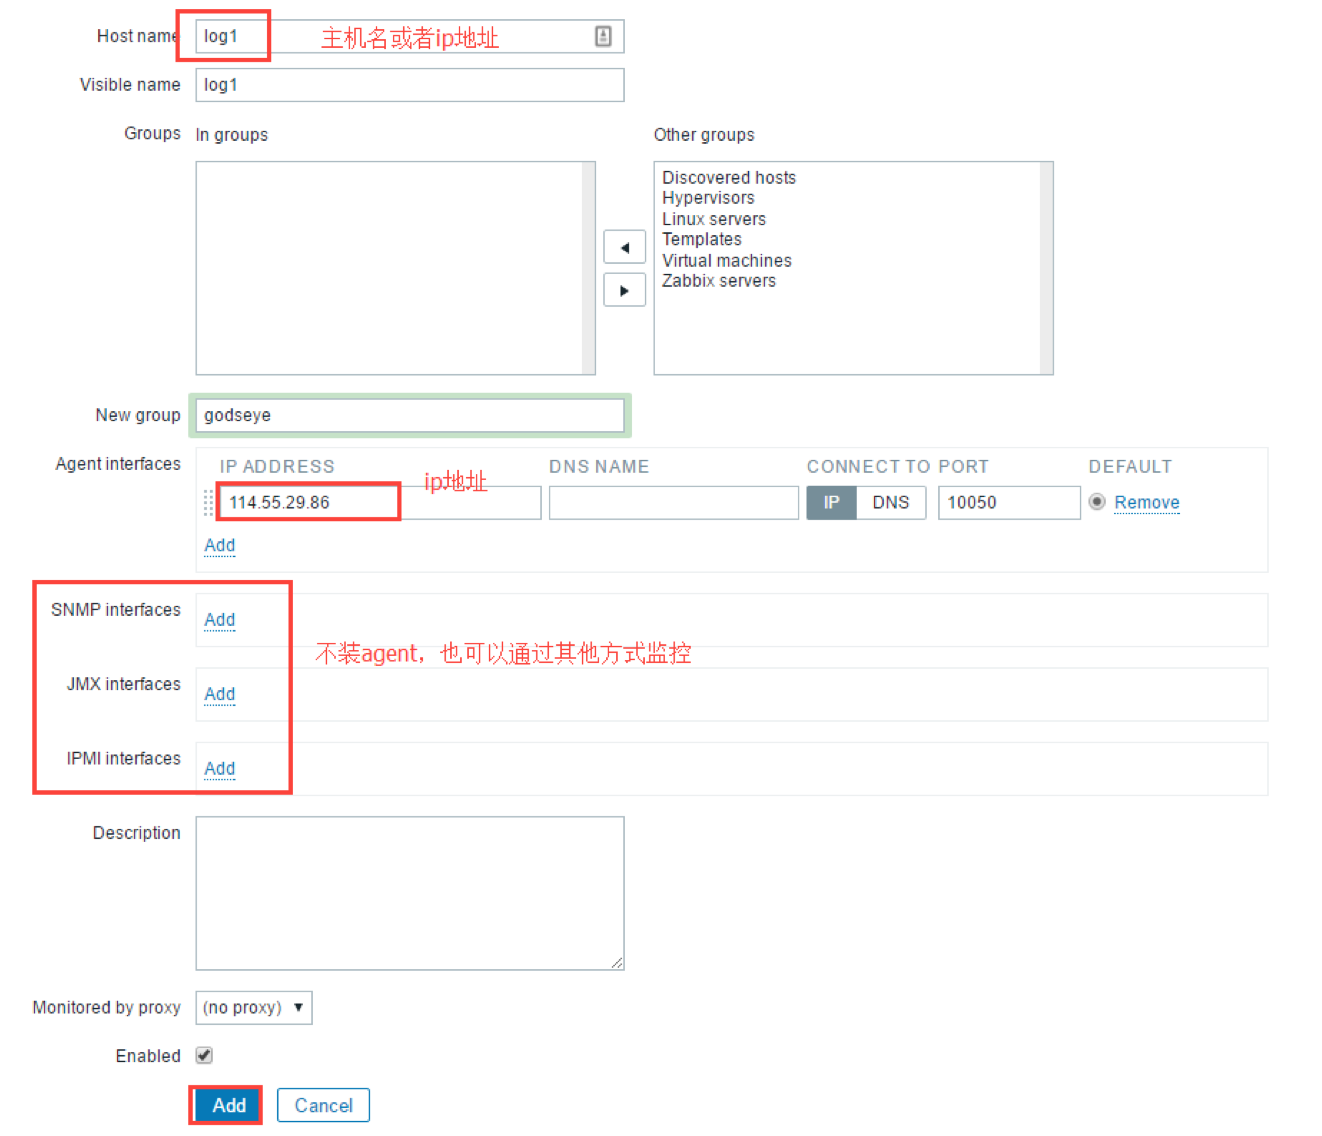 Host name log1 主机名或者ip地址
Visible name log1
Groups In groups Other groups
Discovered hosts
Hypervisors
Linux servers
Templates
Virtual machines
Zabbix servers
New group godseye
Agent interfaces IP ADDRESS ip地址 DNS NAME CONNECT TO PORT DEFAULT
114.55.29.86 IP DNS 10050 Remove
Add
SNMP interfaces Add
不装agent，也可以通过其他方式监控
JMX interfaces Add
IPMI interfaces Add
Description
Monitored by proxy (no proxy)
Enabled
Add Cancel